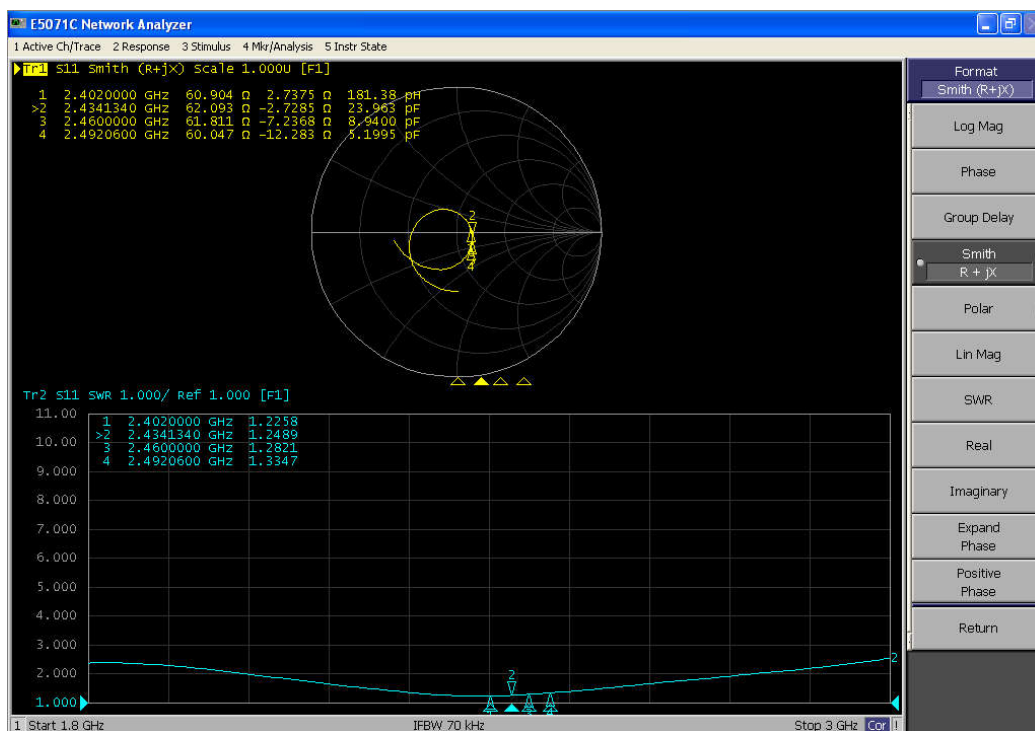 E5071C Network Analyzer
1 Active Ch/Trace 2 Response 3 Stimulus 4 Mkr/Analysis 5 Instr State
Tr1 S11 Smith (R+jX) Scale 1.000U [F1]
1 2.4020000 GHz 60.904 Ω 2.7375 Ω 181.38 pH
>2 2.4341340 GHz 62.093 Ω -2.7285 Ω 23.963 pF
3 2.4600000 GHz 61.811 Ω -7.2368 Ω 8.9400 pF
4 2.4920600 GHz 60.047 Ω -12.283 Ω 5.1995 pF
2
4
Tr2 S11 SWR 1.000/ Ref 1.000 [F1]
11.00
10.00
9.000
8.000
7.000
6.000
5.000
4.000
3.000
2.000
1.000
1 2.4020000 GHz 1.2258
>2 2.4341340 GHz 1.2489
3 2.4600000 GHz 1.2821
4 2.4920600 GHz 1.3347
2
2
1 Start 1.8 GHz
IFBW 70 kHz
Stop 3 GHz Cor !
Format
Smith (R+jX)
Log Mag
Phase
Group Delay
Smith
R + jX
Polar
Lin Mag
SWR
Real
Imaginary
Expand
Phase
Positive
Phase
Return